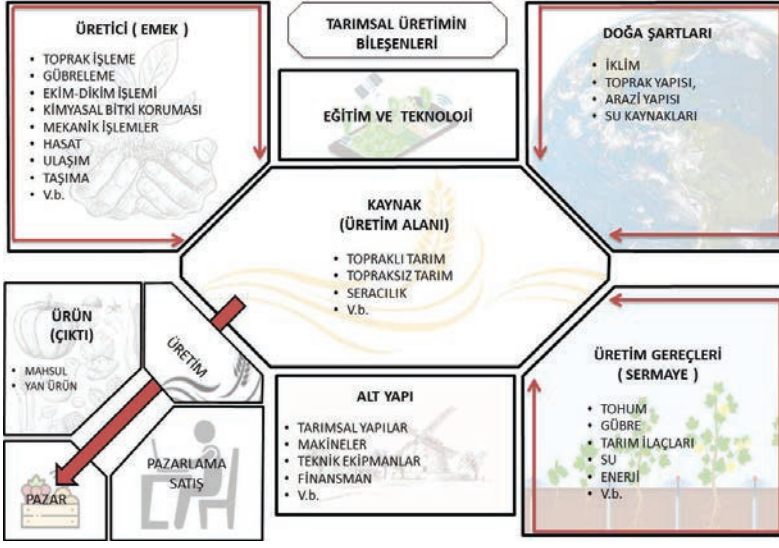 TARIMSAL ÜRETİMİN
BİLEŞENLERİ
ÜRETİCİ ( EMEK )
• TOPRAK İŞLEME
• GÜBRELEME
• EKİM-DİKİM İŞLEMİ
• KİMYASAL BİTKİ KORUMASI
• MEKANİK İŞLEMLER
• HASAT
• ULAŞIM
• TAŞIMA
• V.b.
EĞİTİM VE TEKNOLOJİ
DOĞA ŞARTLARI
• İKLİM
• TOPRAK YAPISI,
• ARAZİ YAPISI
• SU KAYNAKLARI
KAYNAK
(ÜRETİM ALANI)
• TOPRAKLI TARIM
• TOPRAKSIZ TARIM
• SERACILIK
• V.b.
ÜRÜN
(ÇIKTI)
• MAHSUL
• YAN ÜRÜN
ÜRETİM
PAZAR
PAZARLAMA
SATIŞ
ALT YAPI
• TARIMSAL YAPILAR
• MAKİNELER
• TEKNİK EKİPMANLAR
• FİNANSMAN
• V.b.
ÜRETİM GEREÇLERİ
( SERMAYE )
• TOHUM
• GÜBRE
• TARIM İLAÇLARI
• SU
• ENERJİ
• V.b.